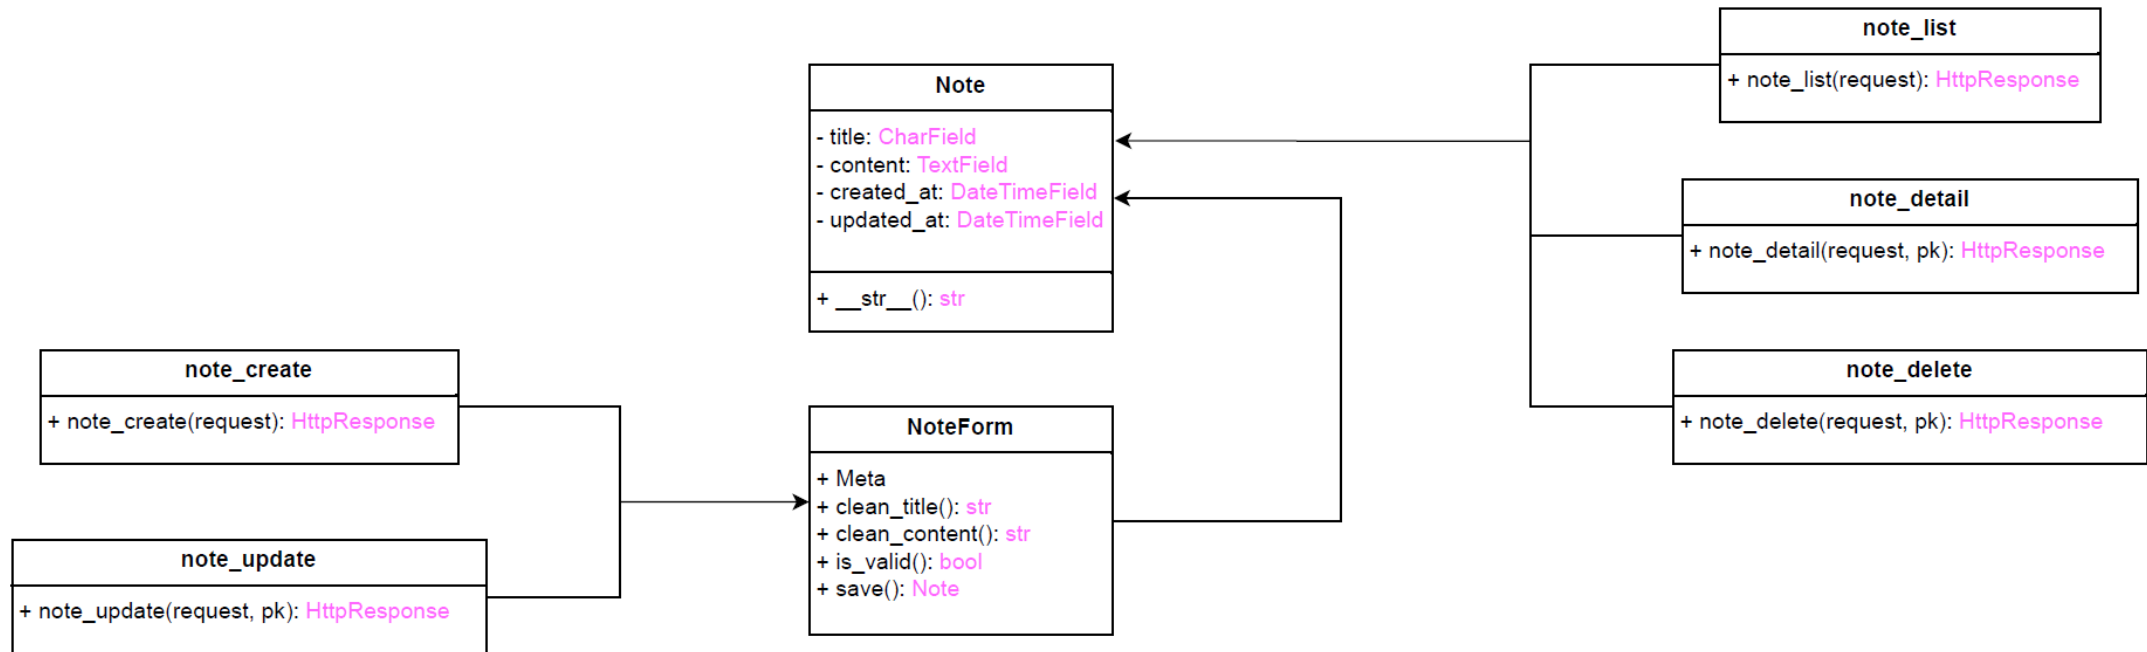 note_list
+ note_list(request): HttpResponse
Note
- title: CharField
- content: TextField
- created_at: DateTimeField
- updated_at: DateTimeField
+ __str__(): str
note_detail
+ note_detail(request, pk): HttpResponse
note_create
+ note_create(request): HttpResponse
note_delete
+ note_delete(request, pk): HttpResponse
NoteForm
+ Meta
+ clean_title(): str
+ clean_content(): str
+ is_valid(): bool
+ save(): Note
note_update
+ note_update(request, pk): HttpResponse